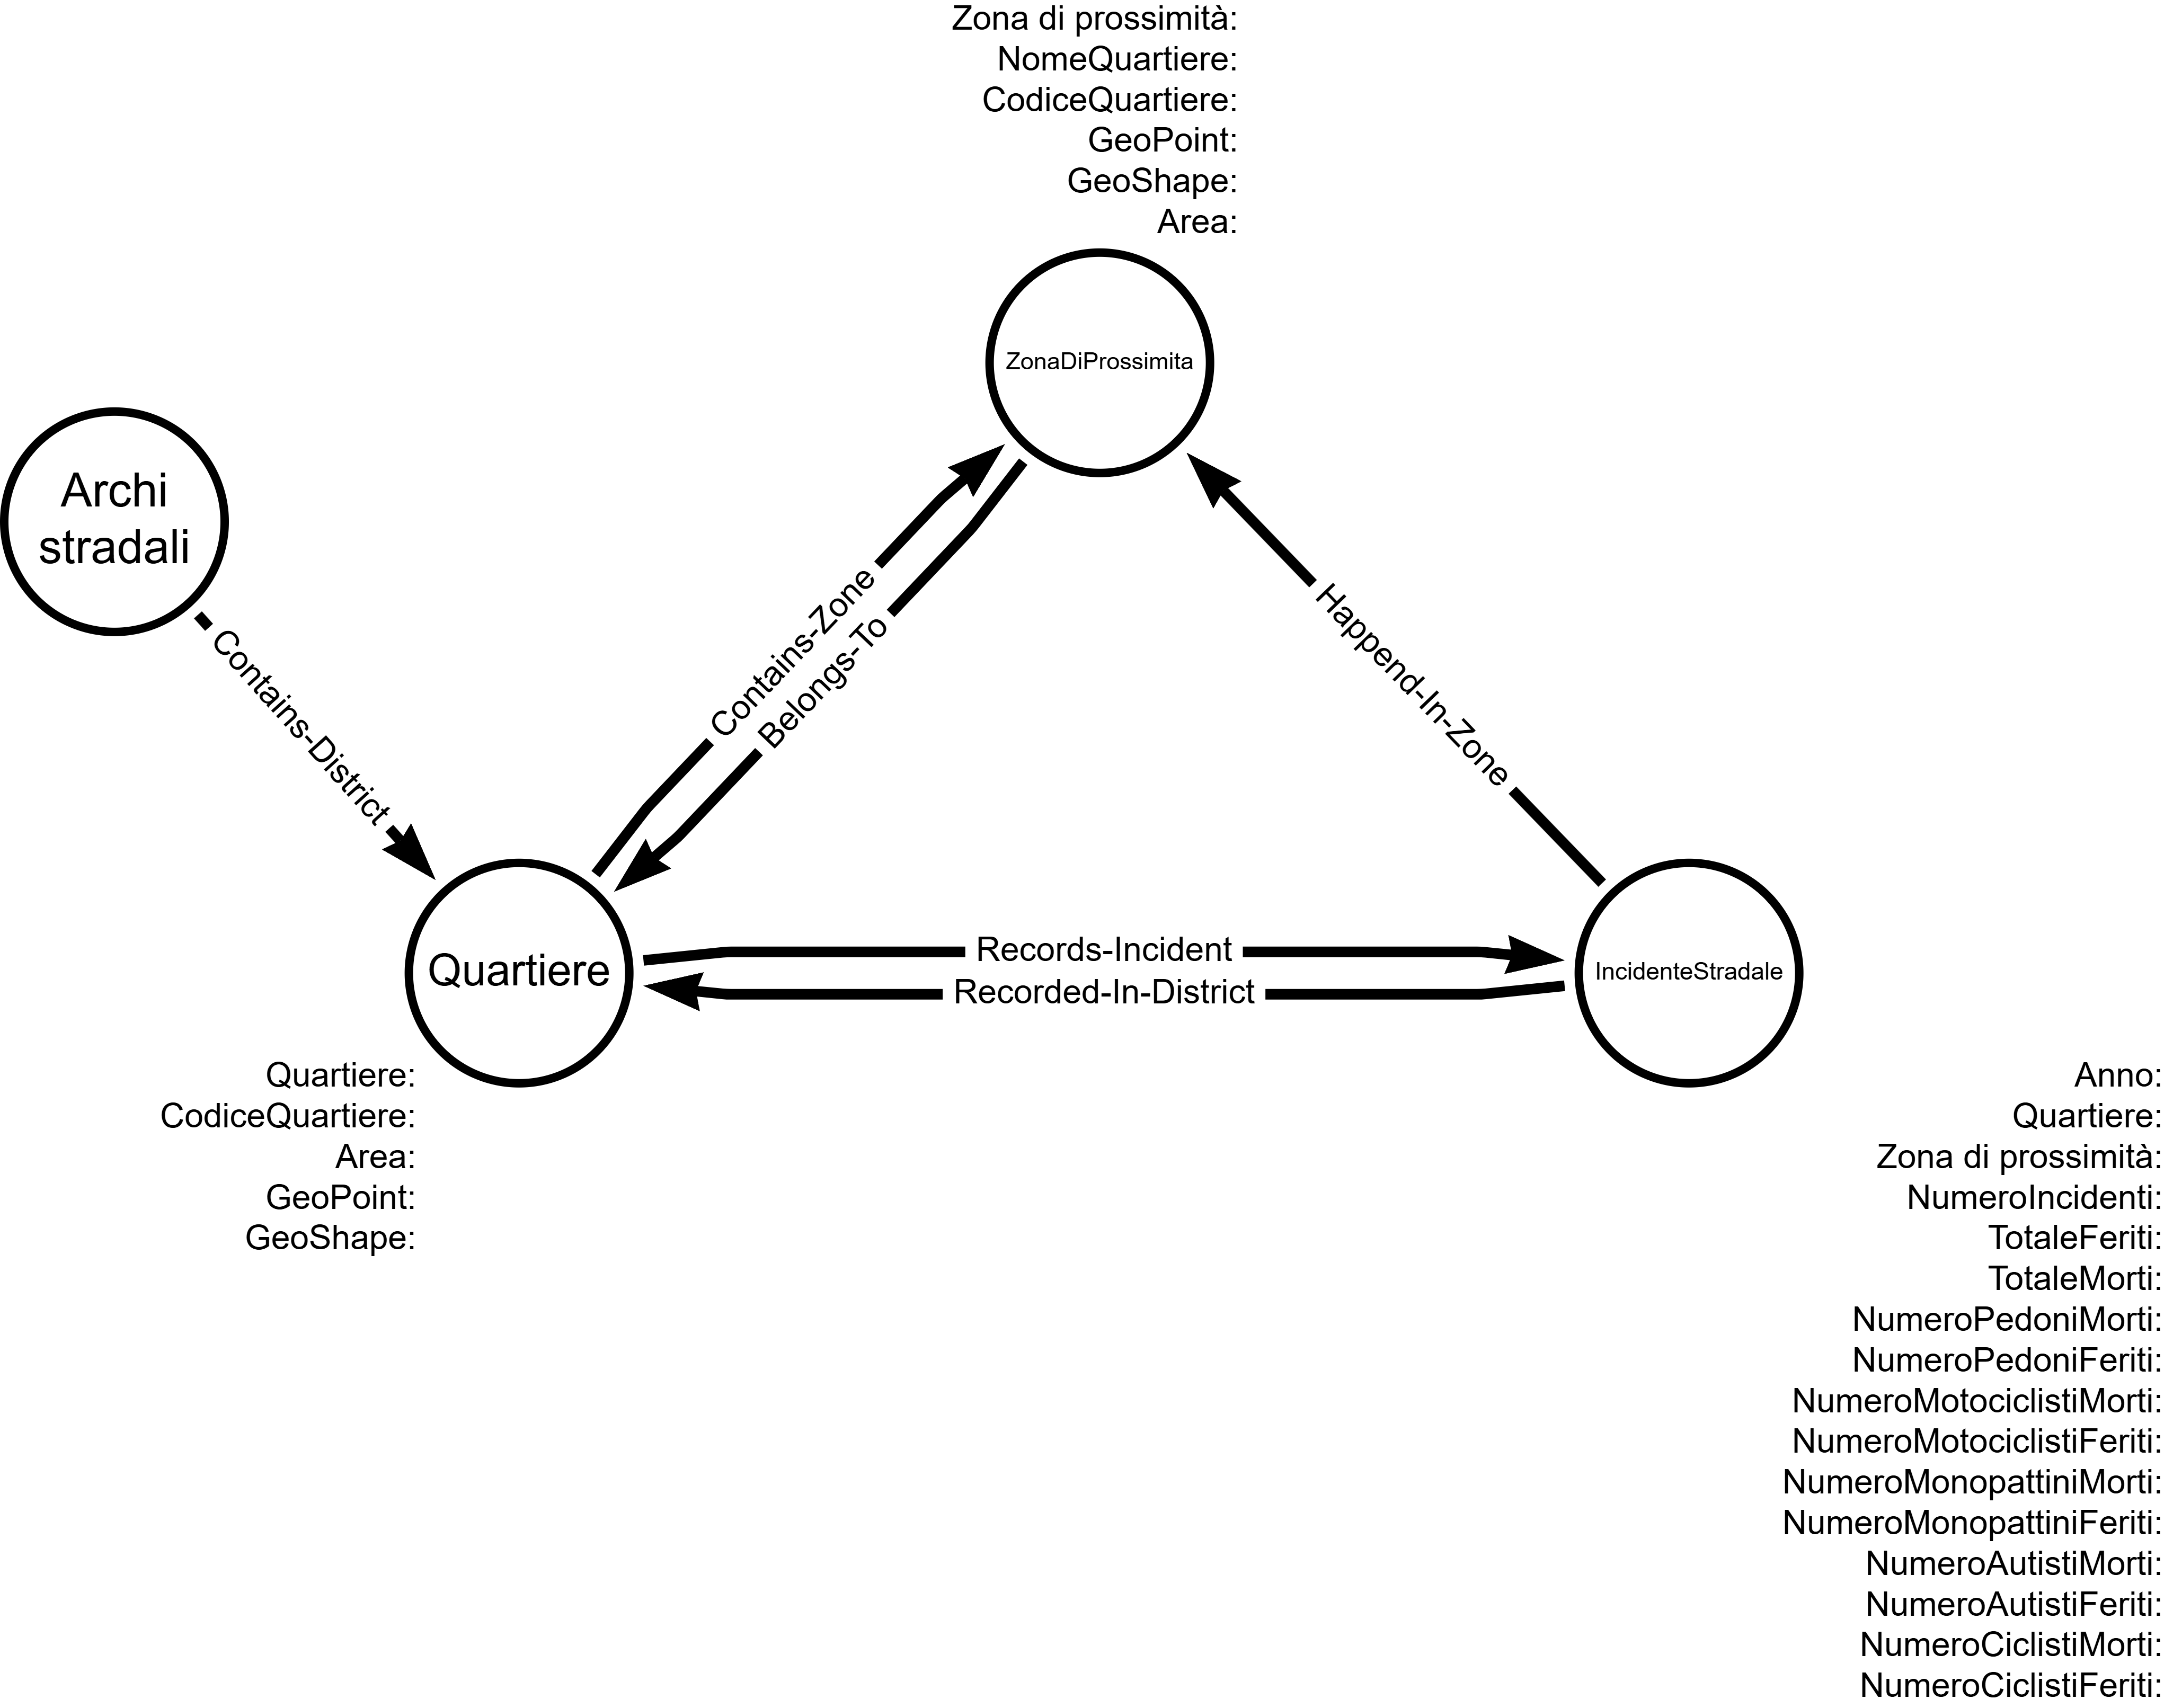 Zona di prossimità:
NomeQuartiere:
CodiceQuartiere:
GeoPoint:
GeoShape:
Area:
ZonaDiProssimita
Archi
stradali
Contains-District
Contains-Zone
Belongs-To
Happend-In-Zone
Quartiere
Records-Incident
Recorded-In-District
IncidenteStradale
Quartiere:
CodiceQuartiere:
Area:
GeoPoint:
GeoShape:
Anno:
Quartiere:
Zona di prossimità:
NumeroIncidenti:
TotaleFeriti:
TotaleMorti:
NumeroPedoniMorti:
NumeroPedoniFeriti:
NumeroMotociclistiMorti:
NumeroMotociclistiFeriti:
NumeroMonopattiniMorti:
NumeroMonopattiniFeriti:
NumeroAutistiMorti:
NumeroAutistiFeriti:
NumeroCiclistiMorti:
NumeroCiclistiFeriti: